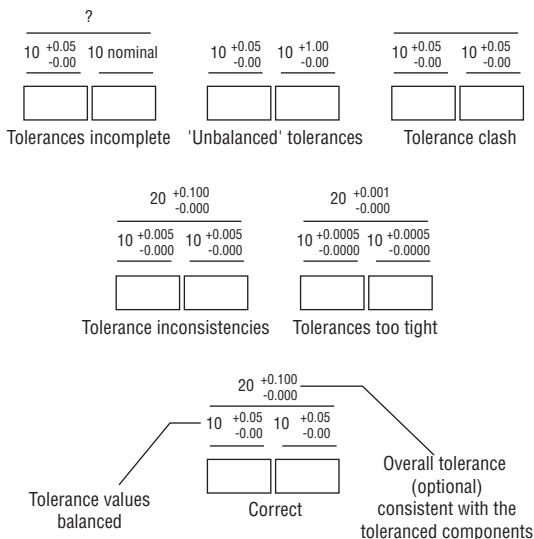 ?
10 +0.05 -0.00 10 nominal
Tolerances incomplete
10 +0.05 -0.00 10 +1.00 -0.00
'Unbalanced' tolerances
10 +0.05 -0.00 10 +0.05 -0.00
Tolerance clash
20 +0.100 -0.000
10 +0.005 -0.000 10 +0.005 -0.000
Tolerance inconsistencies
20 +0.001 -0.000
10 +0.0005 -0.0000 10 +0.0005 -0.0000
Tolerances too tight
20 +0.100 -0.000
10 +0.05 -0.00 10 +0.05 -0.00
Correct
Tolerance values
balanced
Overall tolerance
(optional)
consistent with the
toleranced components